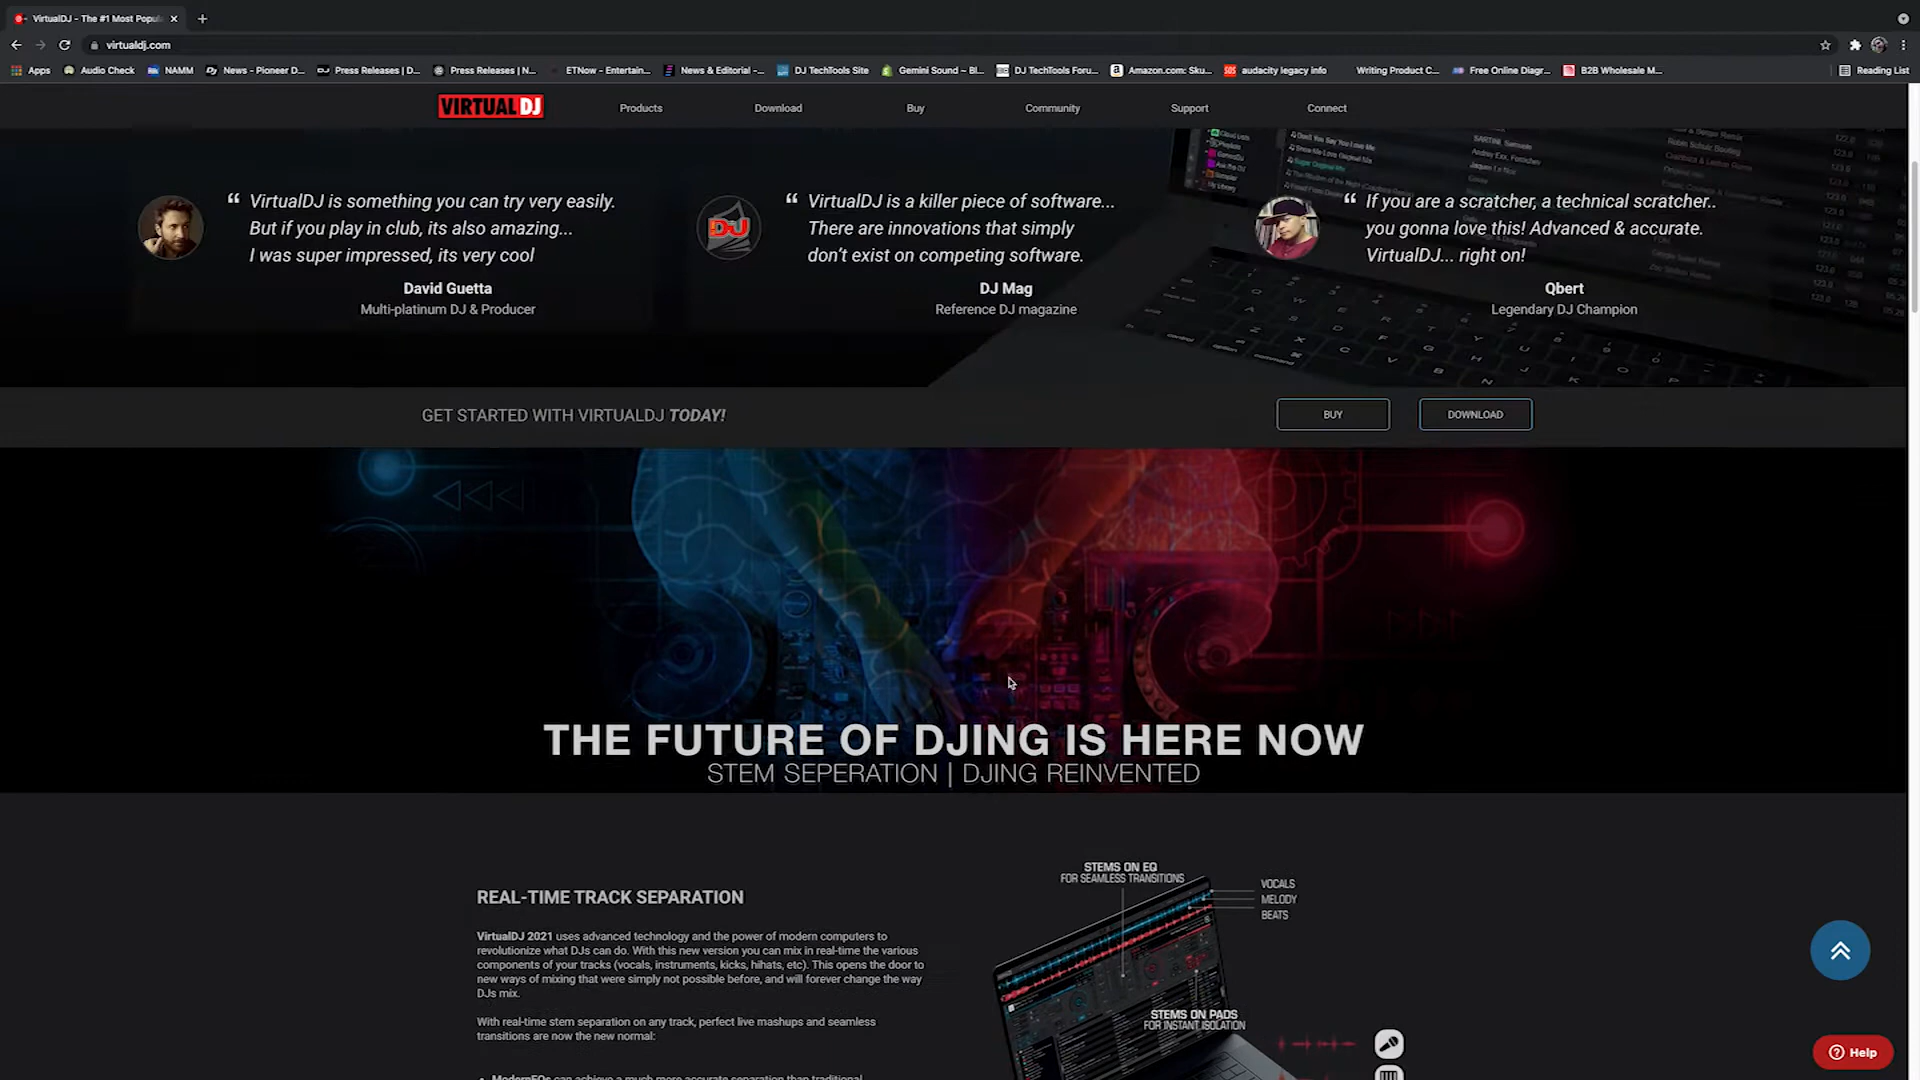 VirtualDJ - The #1 Most Popul
virtualdj.com
Apps
Audio Check
NAMM
News - Pioneer D...
Press Releases | D...
Press Releases | N...
ETNow – Entertain...
News & Editorial -...
DJ TechTools Site
Gemini Sound – Bl...
DJ TechTools Foru...
Amazon.com: Sku...
audacity legacy info
Writing Product C...
Free Online Diagr...
B2B Wholesale M...
Reading List
VIRTUAL DJ
Products
Download
Buy
Community
Support
Connect
“ VirtualDJ is something you can try very easily.
But if you play in club, its also amazing...
I was super impressed, its very cool
David Guetta
Multi-platinum DJ & Producer
DJ
“ VirtualDJ is a killer piece of software...
There are innovations that simply
don't exist on competing software.
DJ Mag
Reference DJ magazine
“ If you are a scratcher, a technical scratcher..
you gonna love this! Advanced & accurate.
VirtualDJ... right on!
Qbert
Legendary DJ Champion
GET STARTED WITH VIRTUALDJ TODAY!
BUY
DOWNLOAD
THE FUTURE OF DJING IS HERE NOW
STEM SEPERATION | DJING REINVENTED
REAL-TIME TRACK SEPARATION
VirtualDJ 2021 uses advanced technology and the power of modern computers to
revolutionize what DJs can do. With this new version you can mix in real-time the various
components of your tracks (vocals, instruments, kicks, hihats, etc). This opens the door to
new ways of mixing that were simply not possible before, and will forever change the way
DJs mix.
With real-time stem separation on any track, perfect live mashups and seamless
transitions are now the new normal:
• ModernEQs can achieve a much more accurate separation than traditional
STEMS ON EQ
FOR SEAMLESS TRANSITIONS
VOCALS
MELODY
BEATS
STEMS ON PADS
FOR INSTANT ISOLATION
Help